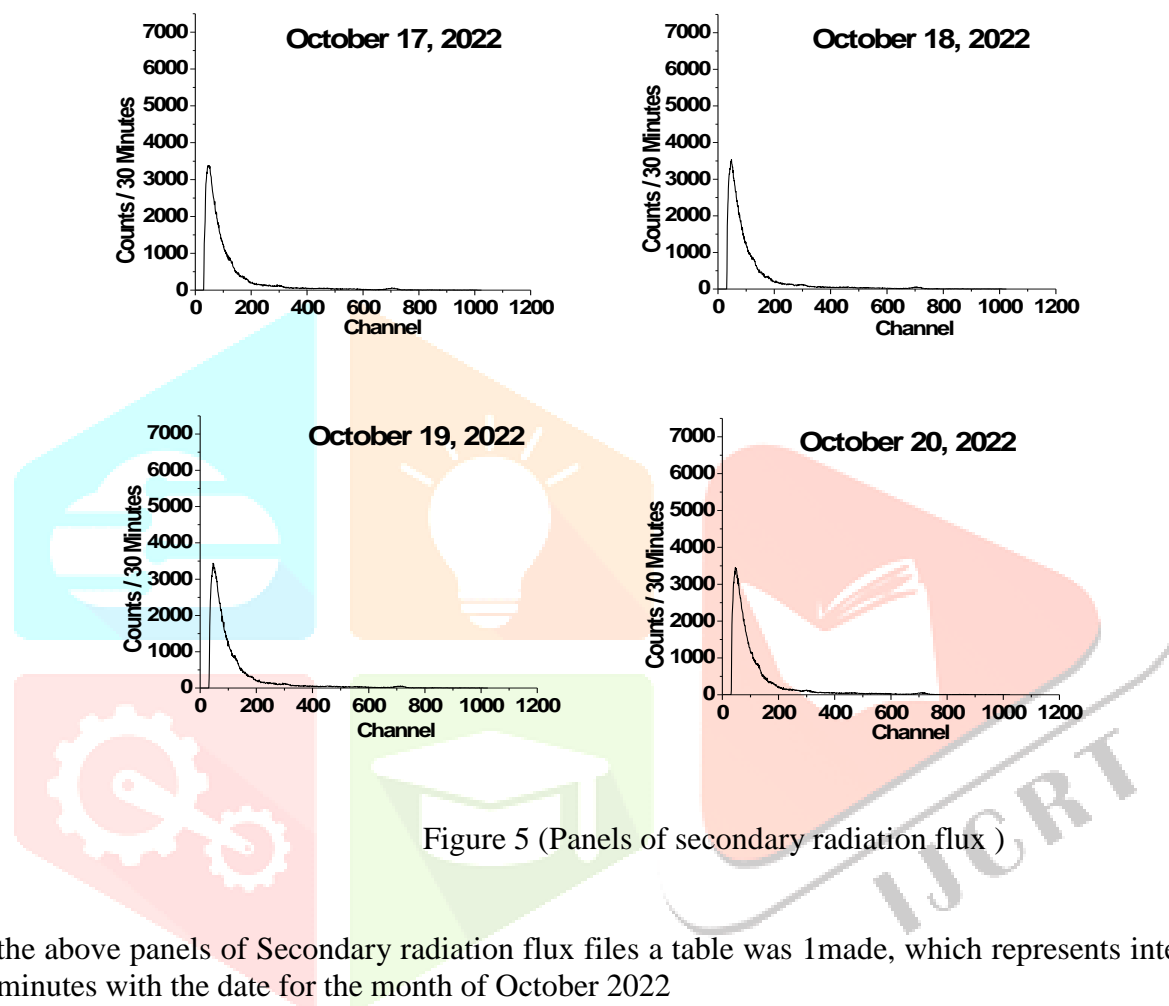 October 17, 2022
7000
6000
5000
4000
3000
2000
1000
0
Counts / 30 Minutes
0 200 400 600 800 1000 1200
Channel
October 18, 2022
7000
6000
5000
4000
3000
2000
1000
0
Counts / 30 Minutes
0 200 400 600 800 1000 1200
Channel
October 19, 2022
7000
6000
5000
4000
3000
2000
1000
0
Counts / 30 Minutes
0 200 400 600 800 1000 1200
Channel
October 20, 2022
7000
6000
5000
4000
3000
2000
1000
0
Counts / 30 Minutes
0 200 400 600 800 1000 1200
Channel
IJCRT
Figure 5 (Panels of secondary radiation flux )
the above panels of Secondary radiation flux files a table was 1made, which represents inte
minutes with the date for the month of October 2022